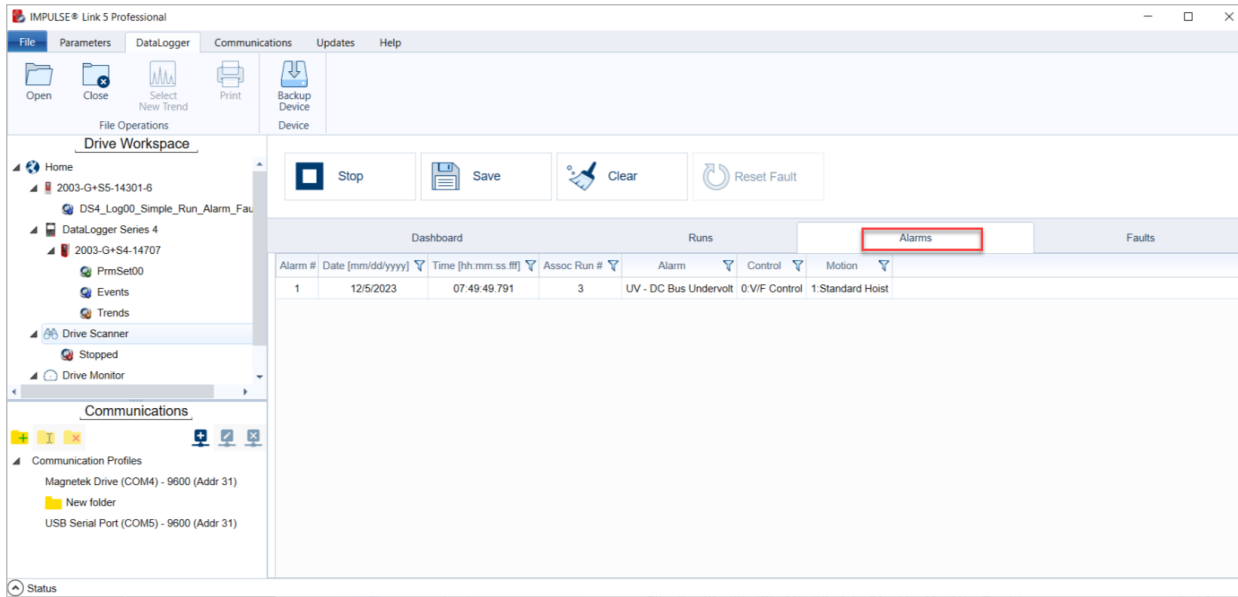 IMPULSE® Link 5 Professional
File Parameters DataLogger Communications Updates Help
Open Close Select New Trend Print Backup Device
File Operations Device
Drive Workspace
Home
2003-G+S5-14301-6
DS4_Log00_Simple_Run_Alarm_Fau
DataLogger Series 4
2003-G+S4-14707
PrmSet00
Events
Trends
Drive Scanner
Stopped
Drive Monitor
Communications
Communication Profiles
Magnetek Drive (COM4) - 9600 (Addr 31)
New folder
USB Serial Port (COM5) - 9600 (Addr 31)
Stop Save Clear Reset Fault
Dashboard Runs Alarms Faults
Alarm # Date [mm/dd/yyyy] Time [hh:mm:ss.fff] Assoc Run # Alarm Control Motion
1 12/5/2023 07:49:49.791 3 UV - DC Bus Undervolt 0:V/F Control 1:Standard Hoist
Status